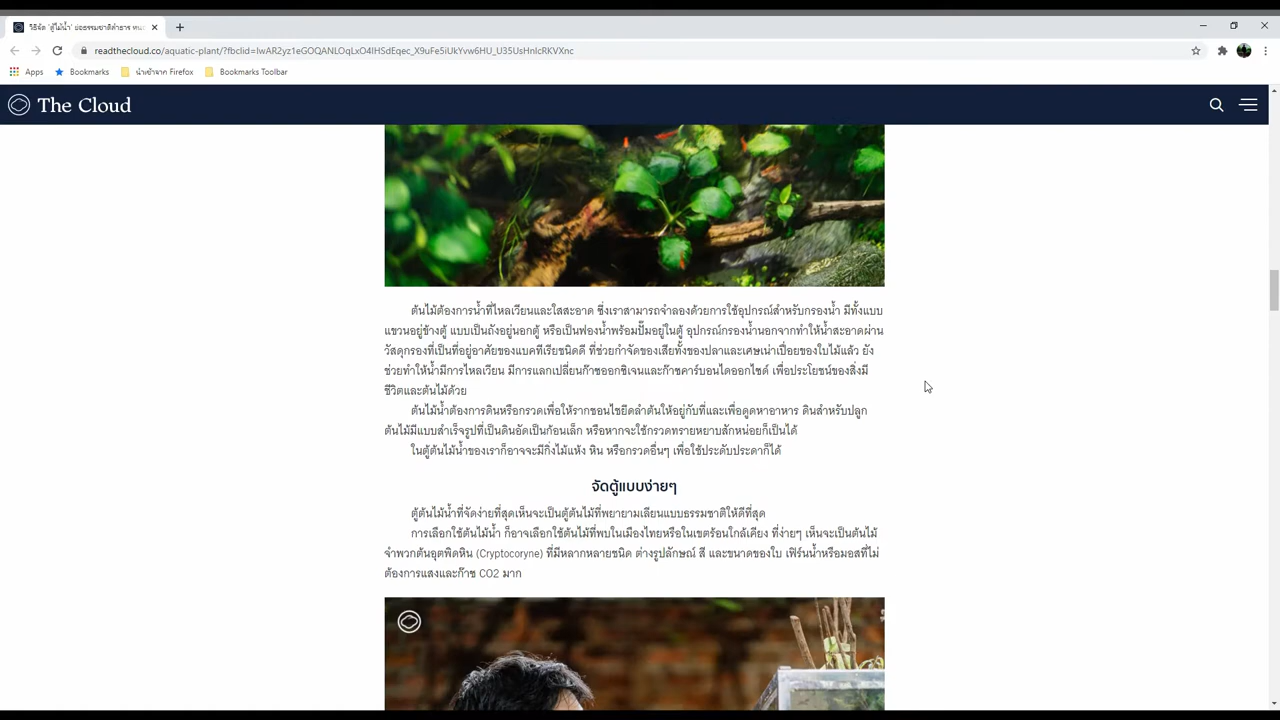 วิธีจัด 'ตู้ไม้น้ำ' ย่อธรรมชาติลำธาร
readthecloud.co/aquatic-plant/?fbclid=IwAR2yz1eGOQANLOqLxO4IHSdEqec_X9uFe5iUkYvw6HU_U35UsHnIcRKVXnc
Apps Bookmarks นำเข้าจาก Firefox Bookmarks Toolbar
The Cloud
ต้นไม้ต้องการน้ำที่ไหลเวียนและใสสะอาด ซึ่งเราสามารถจำลองด้วยการใช้อุปกรณ์สำหรับกรองน้ำ มีทั้งแบบ
แขวนอยู่ข้างตู้ แบบเป็นถังอยู่นอกตู้ หรือเป็นฟองน้ำพร้อมปั๊มอยู่ในตู้ อุปกรณ์กรองน้ำนอกจากทำให้น้ำสะอาดผ่าน
วัสดุกรองที่เป็นที่อยู่อาศัยของแบคทีเรียชนิดดี ที่ช่วยกำจัดของเสียทั้งของปลาและเศษเน่าเปื่อยของใบไม้แล้ว ยัง
ช่วยทำให้น้ำมีการไหลเวียน มีการแลกเปลี่ยนก๊าซออกซิเจนและก๊าซคาร์บอนไดออกไซด์ เพื่อประโยชน์ของสิ่งมี
ชีวิตและต้นไม้ด้วย
ต้นไม้น้ำต้องการดินหรือกรวดเพื่อให้รากชอนไชยึดลำต้นให้อยู่กับที่และเพื่อดูดหาอาหาร ดินสำหรับปลูก
ต้นไม้มีแบบสำเร็จรูปที่เป็นดินอัดเป็นก้อนเล็ก หรือหากจะใช้กรวดทรายหยาบสักหน่อยก็เป็นได้
ในตู้ต้นไม้น้ำของเราก็อาจจะมีกิ่งไม้แห้ง หิน หรือกรวดอื่นๆ เพื่อใช้ประดับประดาก็ได้
จัดตู้แบบง่ายๆ
ตู้ต้นไม้น้ำที่จัดง่ายที่สุดเห็นจะเป็นตู้ต้นไม้ที่พยายามเลียนแบบธรรมชาติให้ดีที่สุด
การเลือกใช้ต้นไม้น้ำ ก็อาจเลือกใช้ต้นไม้ที่พบในเมืองไทยหรือในเขตร้อนใกล้เคียง ที่ง่ายๆ เห็นจะเป็นต้นไม้
จำพวกต้นอุตพิดหิน (Cryptocoryne) ที่มีหลากหลายชนิด ต่างรูปลักษณ์ สี และขนาดของใบ เฟิร์นน้ำหรือมอสที่ไม่
ต้องการแสงและก๊าซ CO2 มาก